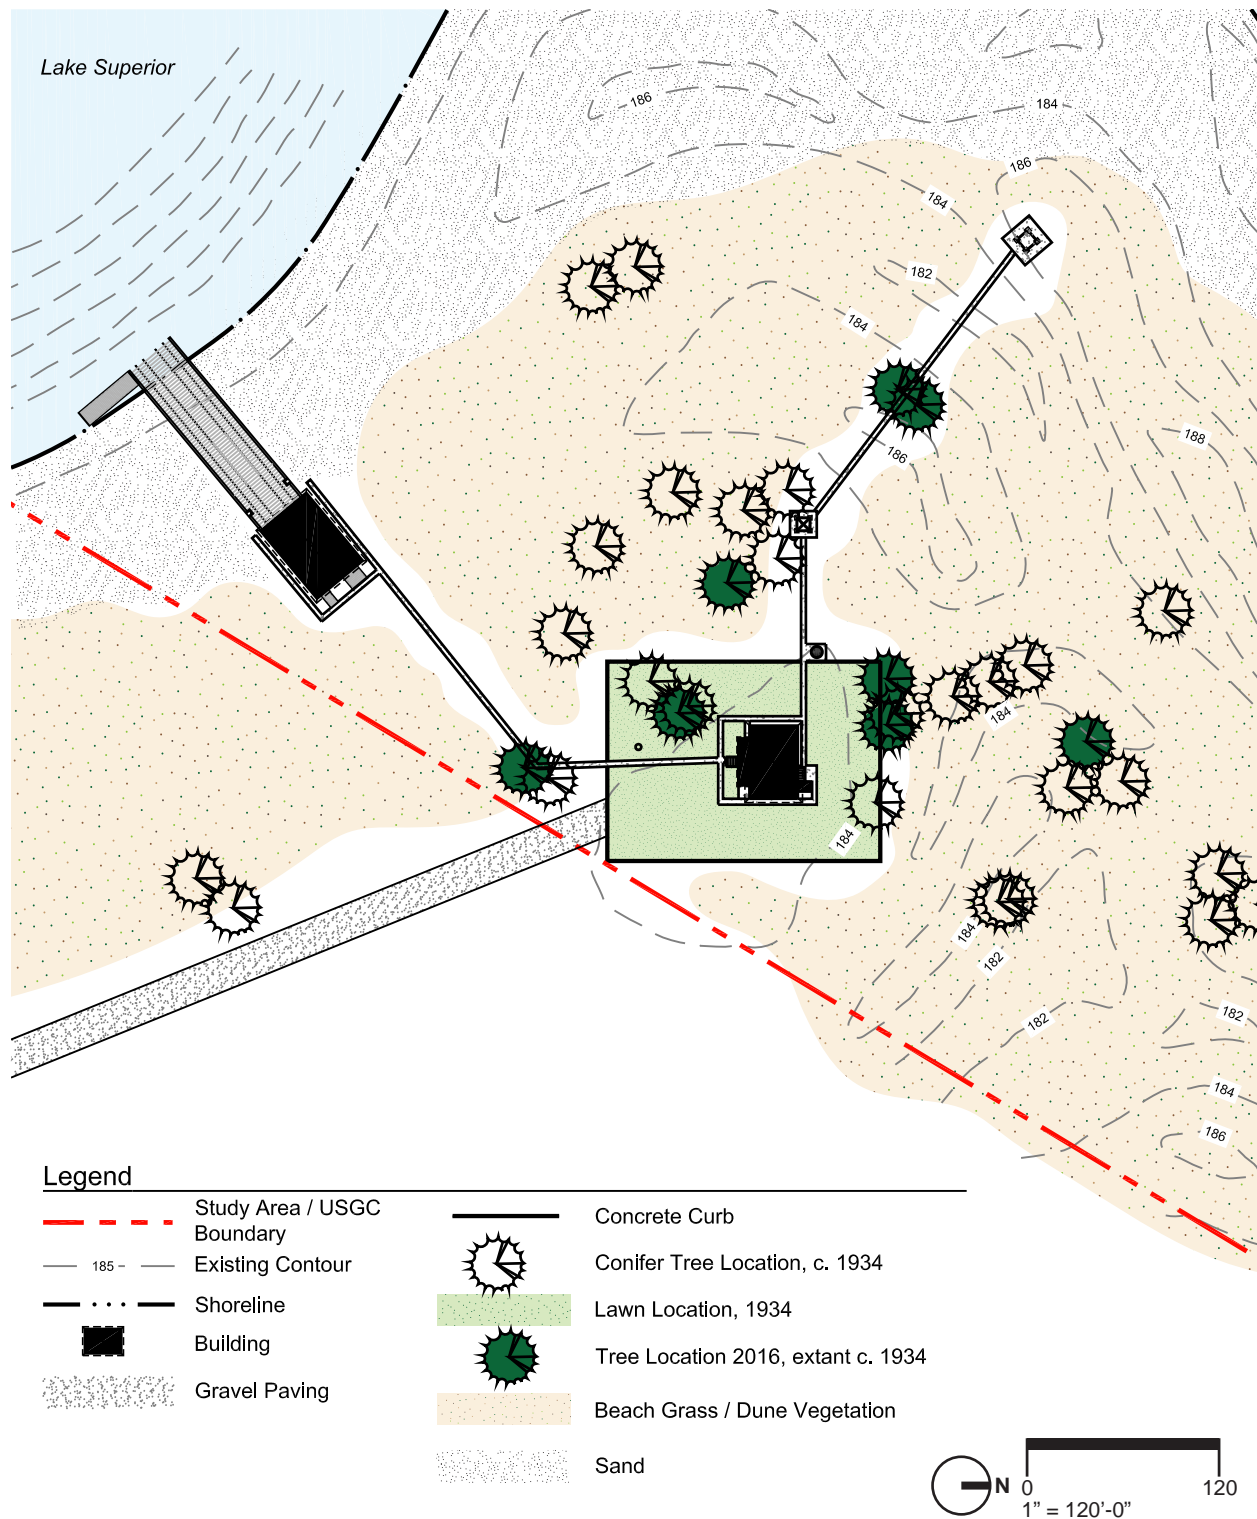 Lake Superior
186
184
186
184
182
184
186
188
184
184
184
182
182
182
184
186
Legend
Study Area / USGC
Boundary
185
Existing Contour
Shoreline
Building
Gravel Paving
Concrete Curb
Conifer Tree Location, c. 1934
Lawn Location, 1934
Tree Location 2016, extant c. 1934
Beach Grass / Dune Vegetation
Sand
N
0 120
1” = 120’-0”